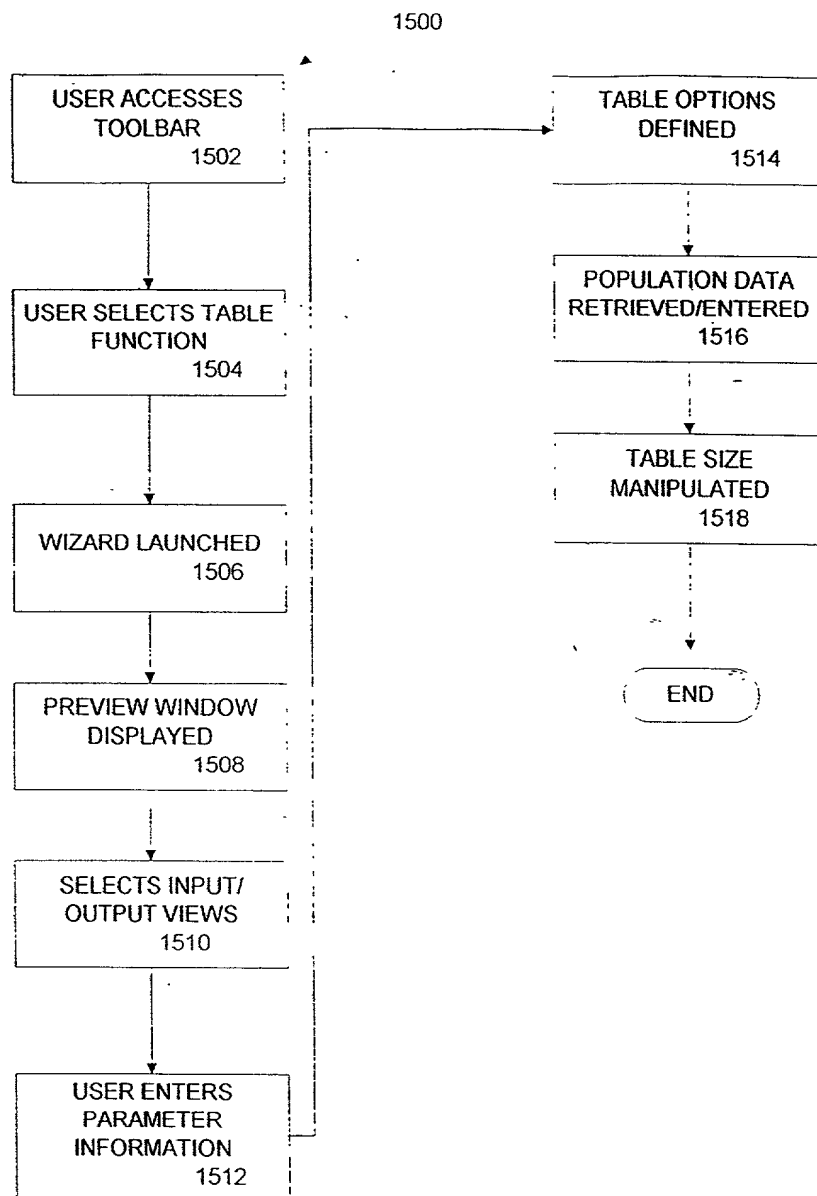 1500
USER ACCESSES
TOOLBAR
1502
USER SELECTS TABLE
FUNCTION
1504
WIZARD LAUNCHED
1506
PREVIEW WINDOW
DISPLAYED
1508
SELECTS INPUT/
OUTPUT VIEWS
1510
USER ENTERS
PARAMETER
INFORMATION
1512
TABLE OPTIONS
DEFINED
1514
POPULATION DATA
RETRIEVED/ENTERED
1516
TABLE SIZE
MANIPULATED
1518
END